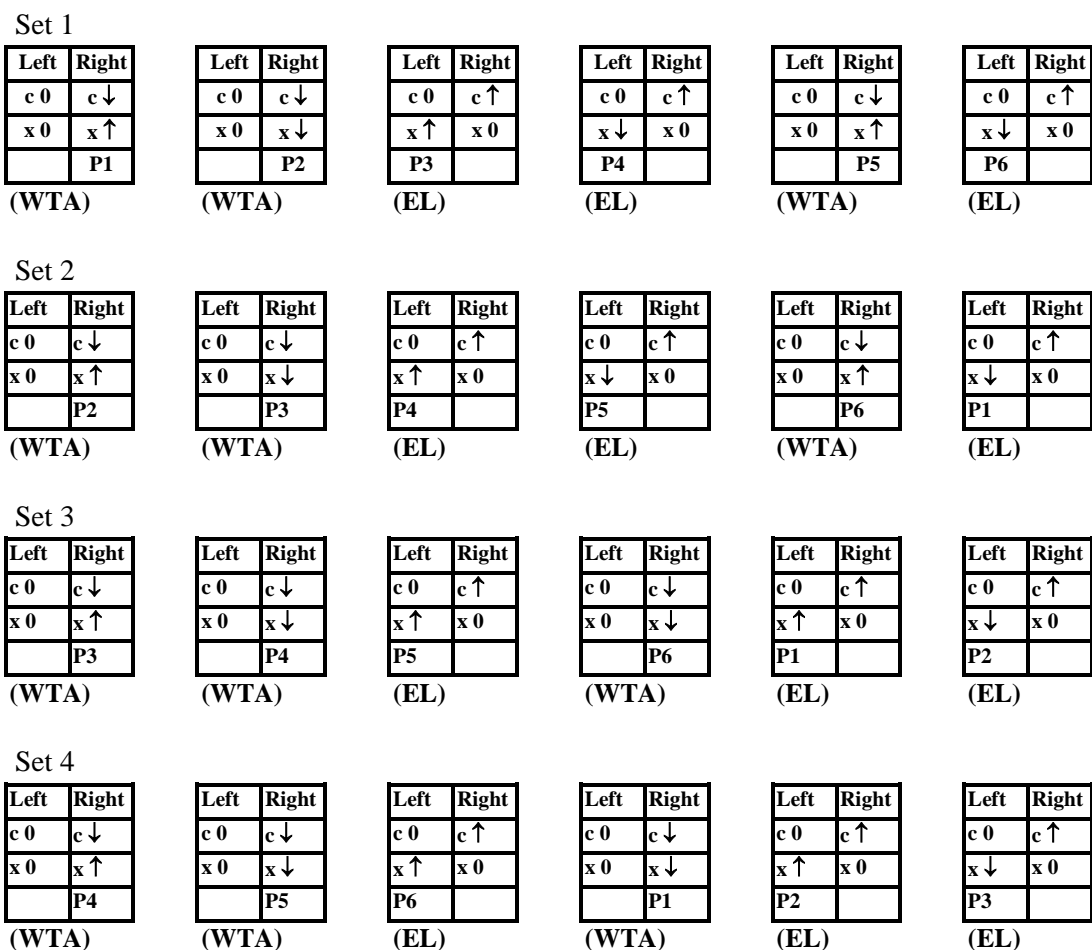 Set 1
Left Right Left Right Left Right Left Right Left Right Left Right
c 0 c ↓ c 0 c ↓ c 0 c ↑ c 0 c ↑ c 0 c ↓ c 0 c ↑
x 0 x ↑ x 0 x ↓ x ↑ x 0 x ↓ x 0 x 0 x ↑ x ↓ x 0
P1 P2 P3 P4 P5 P6
(WTA) (WTA) (EL) (EL) (WTA) (EL)
Set 2
Left Right Left Right Left Right Left Right Left Right Left Right
c 0 c ↓ c 0 c ↓ c 0 c ↑ c 0 c ↑ c 0 c ↓ c 0 c ↑
x 0 x ↑ x 0 x ↓ x ↑ x 0 x ↓ x 0 x 0 x ↑ x ↓ x 0
P2 P3 P4 P5 P6 P1
(WTA) (WTA) (EL) (EL) (WTA) (EL)
Set 3
Left Right Left Right Left Right Left Right Left Right Left Right
c 0 c ↓ c 0 c ↓ c 0 c ↑ c 0 c ↓ c 0 c ↑ c 0 c ↑
x 0 x ↑ x 0 x ↓ x ↑ x 0 x 0 x ↓ x ↑ x 0 x ↓ x 0
P3 P4 P5 P6 P1 P2
(WTA) (WTA) (EL) (WTA) (EL) (EL)
Set 4
Left Right Left Right Left Right Left Right Left Right Left Right
c 0 c ↓ c 0 c ↓ c 0 c ↑ c 0 c ↓ c 0 c ↑ c 0 c ↑
x 0 x ↑ x 0 x ↓ x ↑ x 0 x 0 x ↓ x ↑ x 0 x ↓ x 0
P4 P5 P6 P1 P2 P3
(WTA) (WTA) (EL) (WTA) (EL) (EL)